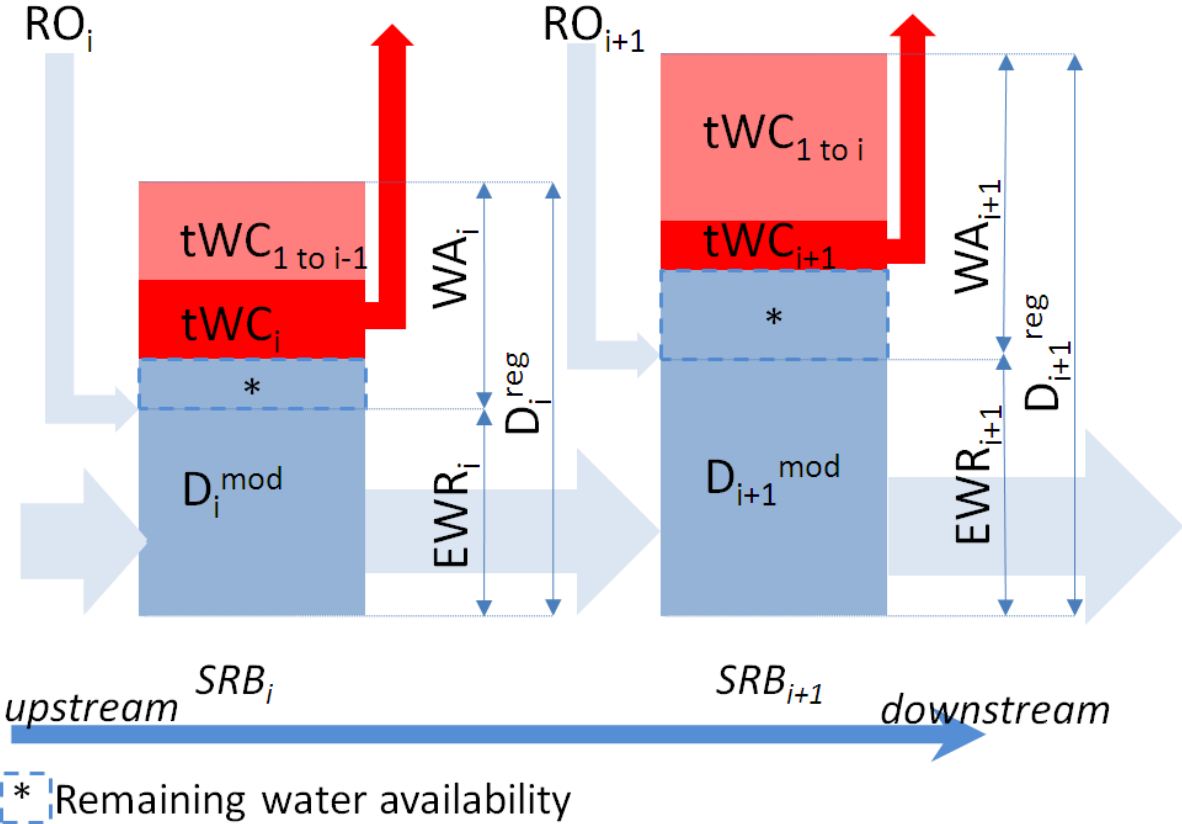 ROi
ROi+1
tWC1 to i
tWC1 to i-1
tWCi+1
tWCi
*
*
WAi
WAi+1
Direg
Di+1reg
Dimod
Di+1mod
EWRi
EWRi+1
SRBi
SRBi+1
upstream
downstream
* Remaining water availability